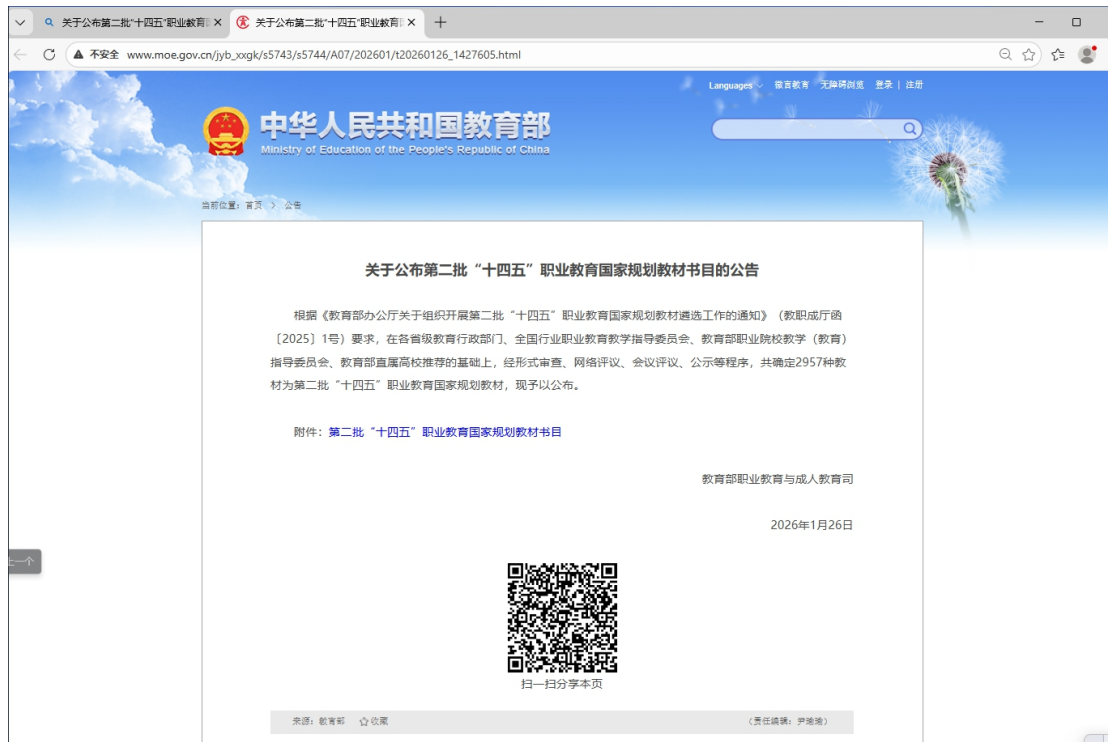 关于公布第二批"十四五"职业教育
关于公布第二批"十四五"职业教育
不安全 www.moe.gov.cn/jyb_xxgk/s5743/s5744/A07/202601/t20260126_1427605.html
Languages 微言教育 无障碍浏览 登录 | 注册
中华人民共和国教育部
Ministry of Education of the People's Republic of China
当前位置：首页 > 公告
关于公布第二批“十四五”职业教育国家规划教材书目的公告
根据《教育部办公厅关于组织开展第二批“十四五”职业教育国家规划教材遴选工作的通知》（教职成厅函
〔2025〕1号）要求，在各省级教育行政部门、全国行业职业教育教学指导委员会、教育部职业院校教学（教育）
指导委员会、教育部直属高校推荐的基础上，经形式审查、网络评议、会议评议、公示等程序，共确定2957种教
材为第二批“十四五”职业教育国家规划教材，现予以公布。
附件：第二批“十四五”职业教育国家规划教材书目
教育部职业教育与成人教育司
2026年1月26日
上一个
扫一扫分享本页
来源：教育部 收藏 （责任编辑：尹瑜瑜）